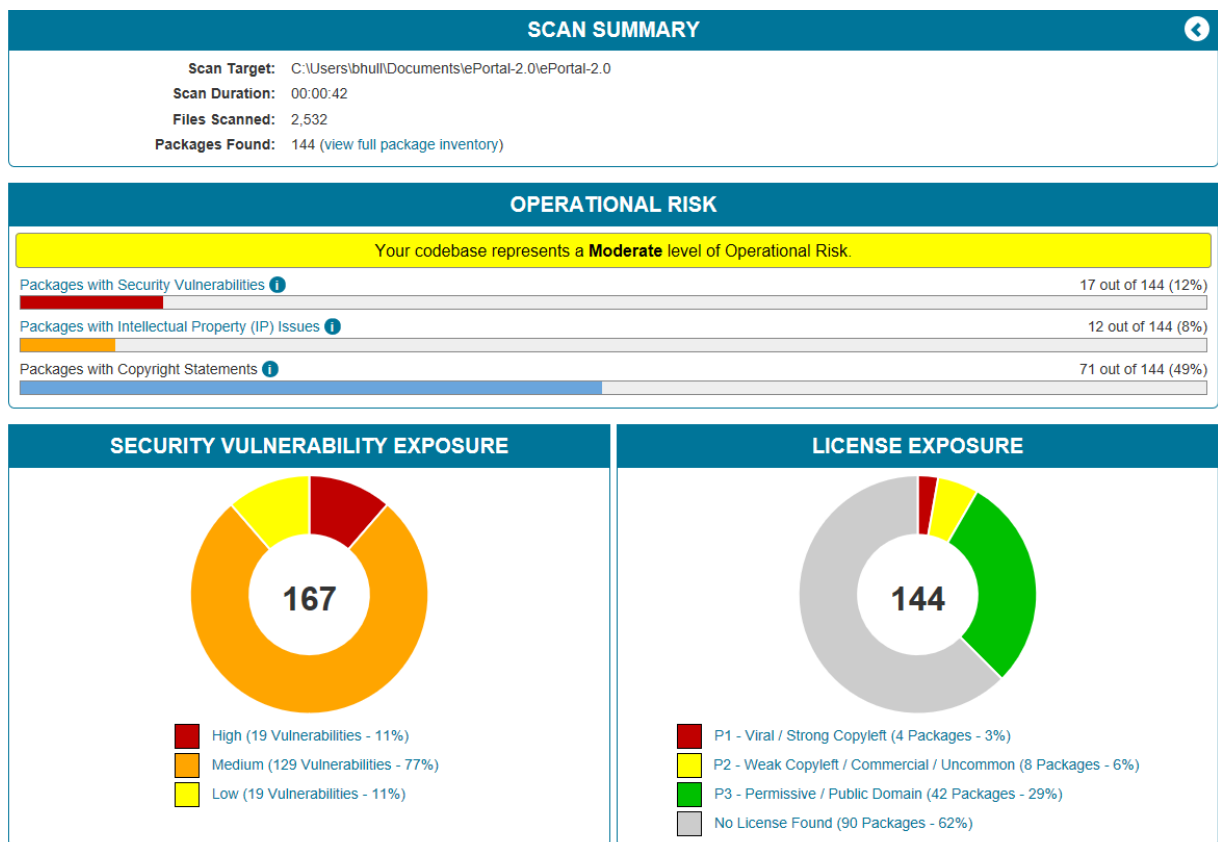 SCAN SUMMARY
Scan Target: C:\Users\bhull\Documents\ePortal-2.0\ePortal-2.0
Scan Duration: 00:00:42
Files Scanned: 2,532
Packages Found: 144 (view full package inventory)
OPERATIONAL RISK
Your codebase represents a Moderate level of Operational Risk.
Packages with Security Vulnerabilities i 17 out of 144 (12%)
Packages with Intellectual Property (IP) Issues i 12 out of 144 (8%)
Packages with Copyright Statements i 71 out of 144 (49%)
SECURITY VULNERABILITY EXPOSURE
167
High (19 Vulnerabilities - 11%)
Medium (129 Vulnerabilities - 77%)
Low (19 Vulnerabilities - 11%)
LICENSE EXPOSURE
144
P1 - Viral / Strong Copyleft (4 Packages - 3%)
P2 - Weak Copyleft / Commercial / Uncommon (8 Packages - 6%)
P3 - Permissive / Public Domain (42 Packages - 29%)
No License Found (90 Packages - 62%)